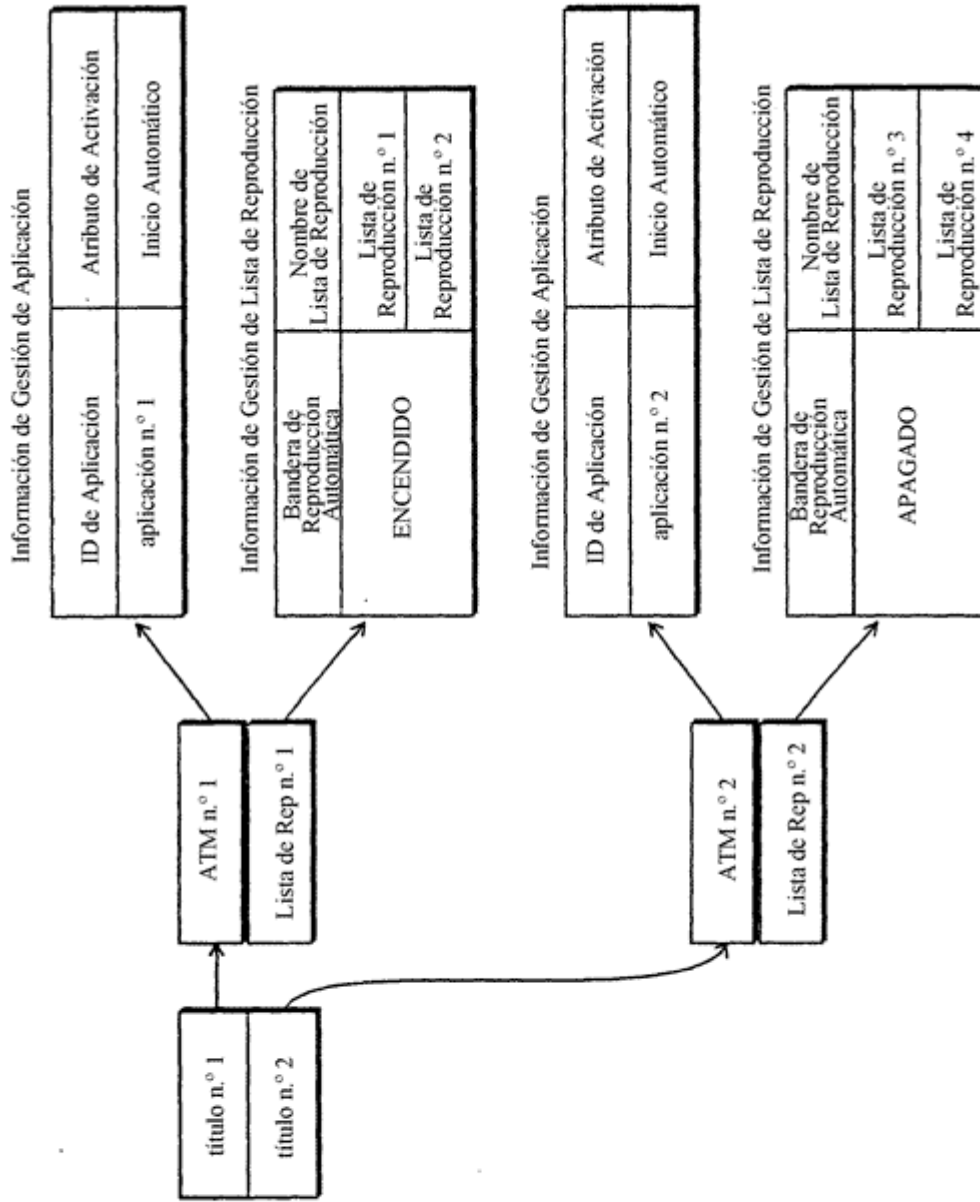 título n.º 1
título n.º 2
ATM n.º 1
Lista de Rep n.º 1
Información de Gestión de Aplicación
ID de Aplicación
Atributo de Activación
aplicación n.º 1
Inicio Automático
Información de Gestión de Lista de Reproducción
Bandera de
Reproducción
Automática
Nombre de
Lista de Reproducción
ENCENDIDO
Lista de
Reproducción n.º 1
Lista de
Reproducción n.º 2
ATM n.º 2
Lista de Rep n.º 2
Información de Gestión de Aplicación
ID de Aplicación
Atributo de Activación
aplicación n.º 2
Inicio Automático
Información de Gestión de Lista de Reproducción
Bandera de
Reproducción
Automática
Nombre de
Lista de Reproducción
APAGADO
Lista de
Reproducción n.º 3
Lista de
Reproducción n.º 4